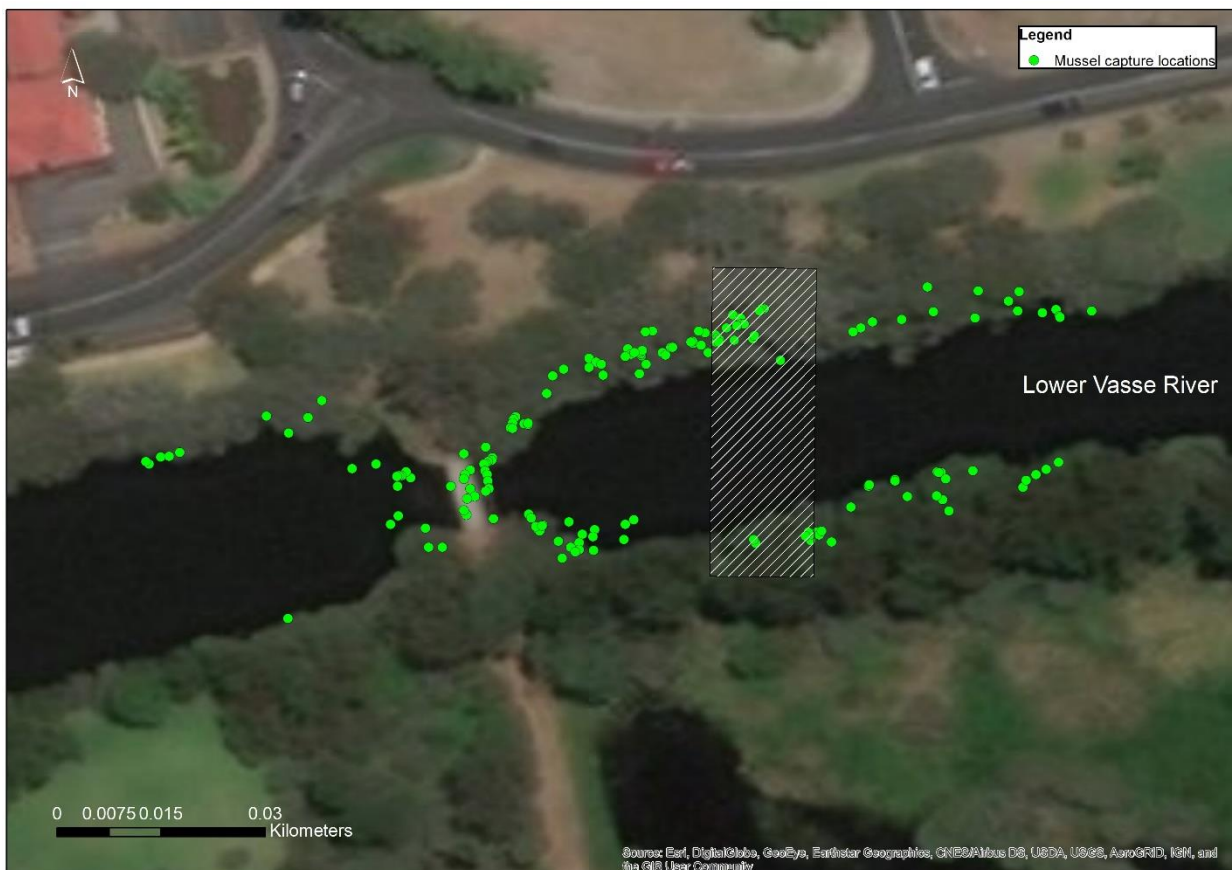 Legend
Mussel capture locations
N
Lower Vasse River
0 0.0075 0.015 0.03
Kilometers
Source: Esri, DigitalGlobe, GeoEye, Earthstar Geographics, CNES/Airbus DS, USDA, USGS, AeroGRID, IGN, and
the GIS User Community